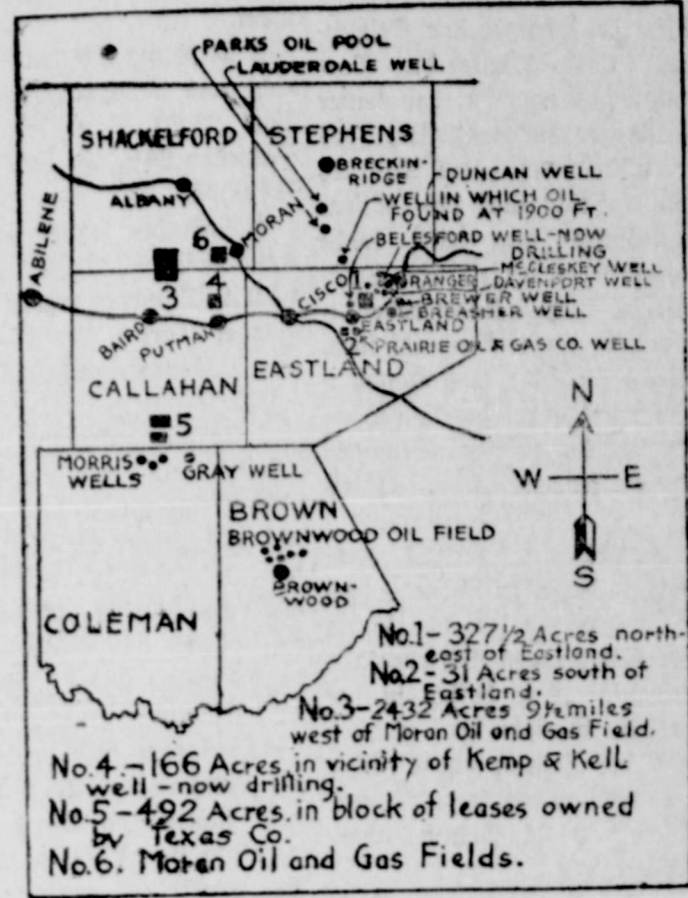 PARKS OIL POOL
LAUDERDALE WELL
SHACKELFORD
STEPHENS
BRECKIN-
RIDGE
DUNCAN WELL
WELL IN WHICH OIL
FOUND AT 1900 FT.
ALBANY
MORAN
ABILENE
6
BELESFORD WELL-NOW
DRILLING
CISCO
1
RANGER
MCCLESKEY WELL
DAVENPORT WELL
3
4
BREWER WELL
BREASHER WELL
BAIRD
PUTMAN
EASTLAND
2
PRAIRIE OIL & GAS CO. WELL
EASTLAND
CALLAHAN
5
N
W
E
S
MORRIS
WELLS
GRAY WELL
BROWN
BROWNWOOD OIL FIELD
BROWN-
WOOD
COLEMAN
No.1-327½ Acres north-
east of Eastland.
No.2-31 Acres south of
Eastland.
No.3-2432 Acres 9½ miles
west of Moran Oil and Gas Field.
No.4.-166 Acres in vicinity of Kemp & Kell
well-now drilling.
No.5-492 Acres in block of leases owned
by Texas Co.
No.6. Moran Oil and Gas Fields.